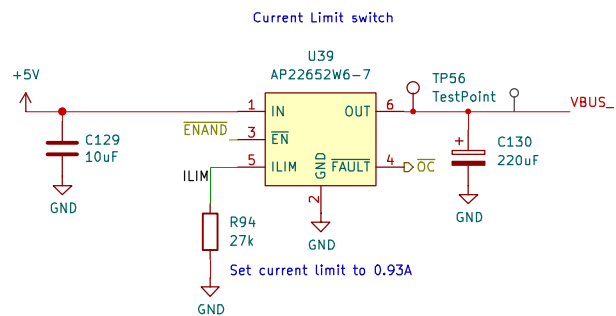 Current Limit switch
U39
AP22652W6-7
+5V
TP56
TestPoint
1
IN
OUT
6
VBUS_
ENAND
3
EN
C129
10uF
C130
220uF
+
5
ILIM
GND
FAULT
4
OC
ILIM
2
GND
GND
GND
R94
27k
Set current limit to 0.93A
GND